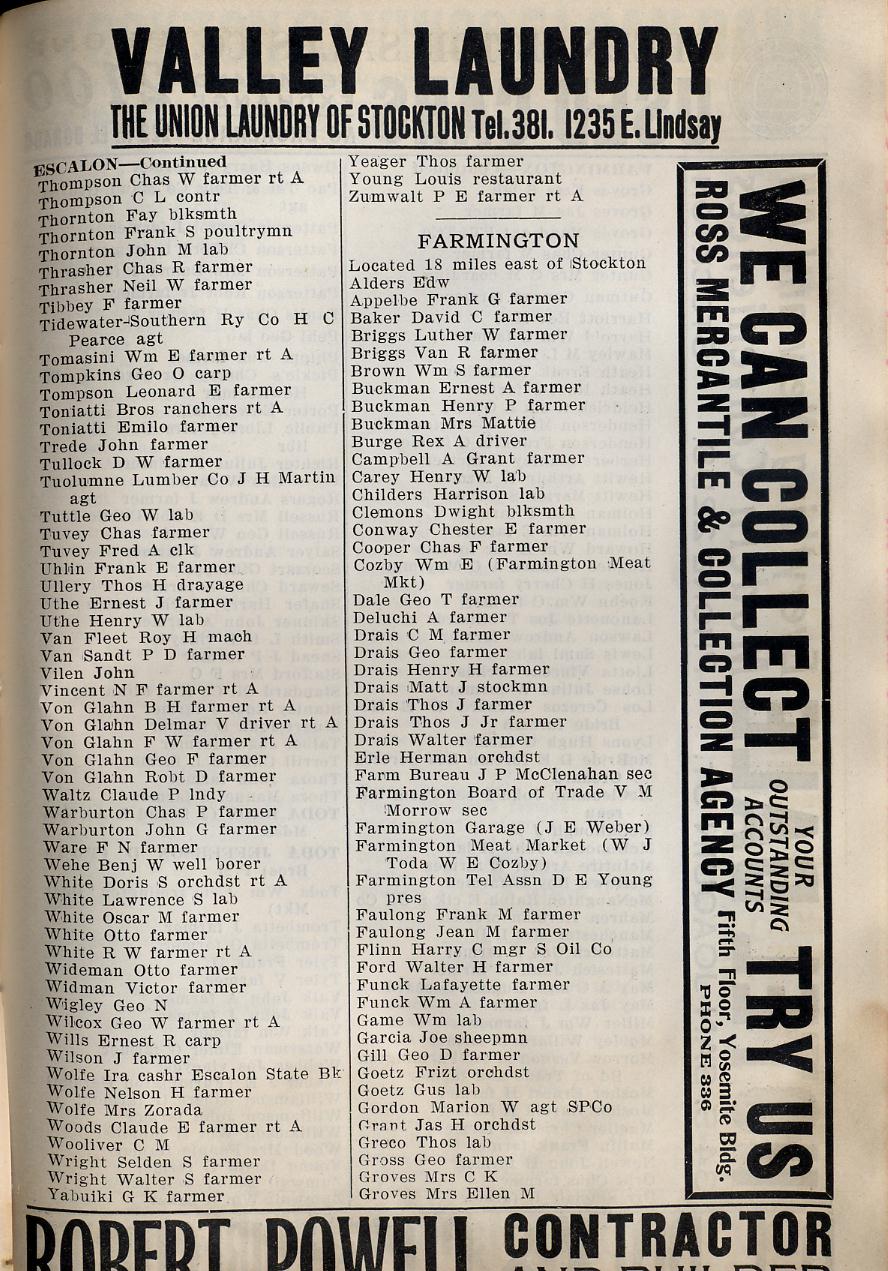 VALLEY LAUNDRY
THE UNION LAUNDRY OF STOCKTON Tel. 381. 1235 E. Lindsay
ESCALON—Continued
Thompson Chas W farmer rt A
Thompson C L contr
Thornton Fay blksmth
Thornton Frank S poultrymn
Thornton John M lab
Thrasher Chas R farmer
Thrasher Neil W farmer
Tibbey F farmer
Tidewater-Southern Ry Co H C
Pearce agt
Tomasini Wm E farmer rt A
Tompkins Geo O carp
Tompson Leonard E farmer
Toniatti Bros ranchers rt A
Toniatti Emilo farmer
Trede John farmer
Tullock D W farmer
Tuolumne Lumber Co J H Martin
agt
Tuttle Geo W lab
Tuvey Chas farmer
Tuvey Fred A clk
Uhlin Frank E farmer
Ullery Thos H drayage
Uthe Ernest J farmer
Uthe Henry W lab
Van Fleet Roy H mach
Van Sandt P D farmer
Vilen John
Vincent N F farmer rt A
Von Glahn B H farmer rt A
Von Glahn Delmar V driver rt A
Von Glahn F W farmer rt A
Von Glahn Geo F farmer
Von Glahn Robt D farmer
Waltz Claude P lndy
Warburton Chas P farmer
Warburton John G farmer
Ware F N farmer
Wehe Benj W well borer
White Doris S orchdst rt A
White Lawrence S lab
White Oscar M farmer
White Otto farmer
White R W farmer rt A
Wideman Otto farmer
Widman Victor farmer
Wigley Geo N
Wilcox Geo W farmer rt A
Wills Ernest R carp
Wilson J farmer
Wolfe Ira cashr Escalon State Bk
Wolfe Nelson H farmer
Wolfe Mrs Zorada
Woods Claude E farmer rt A
Wooliver C M
Wright Selden S farmer
Wright Walter S farmer
Yabuiki G K farmer
Yeager Thos farmer
Young Louis restaurant
Zumwalt P E farmer rt A
FARMINGTON
Located 18 miles east of Stockton
Alders Edw
Appelbe Frank G farmer
Baker David C farmer
Briggs Luther W farmer
Briggs Van R farmer
Brown Wm S farmer
Buckman Ernest A farmer
Buckman Henry P farmer
Buckman Mrs Mattie
Burge Rex A driver
Campbell A Grant farmer
Carey Henry W lab
Childers Harrison lab
Clemons Dwight blksmth
Conway Chester E farmer
Cooper Chas F farmer
Cozby Wm E (Farmington Meat
Mkt)
Dale Geo T farmer
Deluchi A farmer
Drais C M farmer
Drais Geo farmer
Drais Henry H farmer
Drais Matt J stockmn
Drais Thos J farmer
Drais Thos J Jr farmer
Drais Walter farmer
Erle Herman orchdst
Farm Bureau J P McClenahan sec
Farmington Board of Trade V M
Morrow sec
Farmington Garage (J E Weber)
Farmington Meat Market (W J
Toda W E Cozby)
Farmington Tel Assn D E Young
pres
Faulong Frank M farmer
Faulong Jean M farmer
Flinn Harry C mgr S Oil Co
Ford Walter H farmer
Funck Lafayette farmer
Funck Wm A farmer
Game Wm lab
Garcia Joe sheepmn
Gill Geo D farmer
Goetz Frizt orchdst
Goetz Gus lab
Gordon Marion W agt SPCo
Grant Jas H orchdst
Greco Thos lab
Gross Geo farmer
Groves Mrs C K
Groves Mrs Ellen M
WE CAN COLLECT YOUR OUTSTANDING ACCOUNTS TRY US
ROSS MERCANTILE & COLLECTION AGENCY Fifth Floor, Yosemite Bldg.
PHONE 336
ROBERT POWELL CONTRACTOR
AND BUILDER